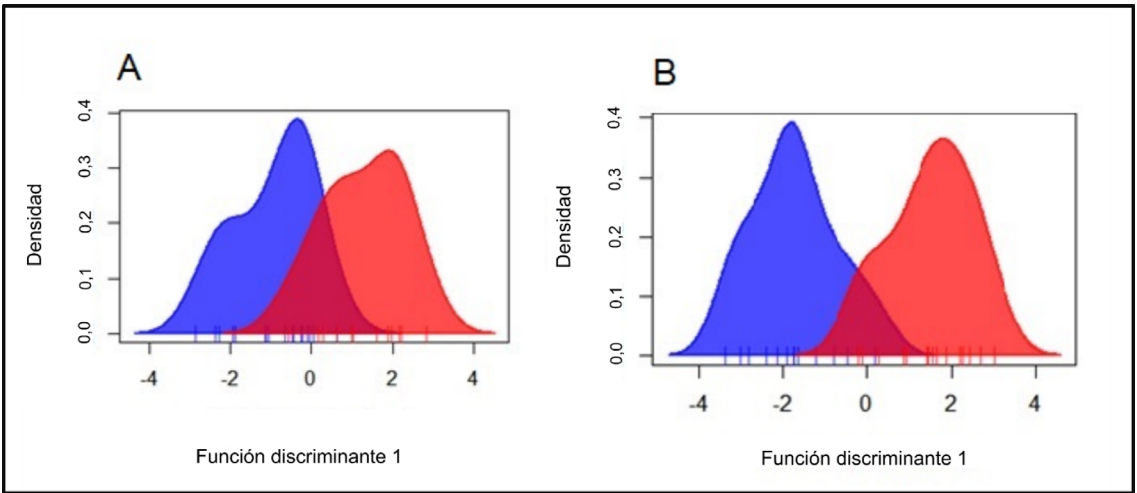 A
Densidad
0,4
0,3
0,2
0,1
0,0
-4 -2 0 2 4
Función discriminante 1
B
Densidad
0,4
0,3
0,2
0,1
0,0
-4 -2 0 2 4
Función discriminante 1